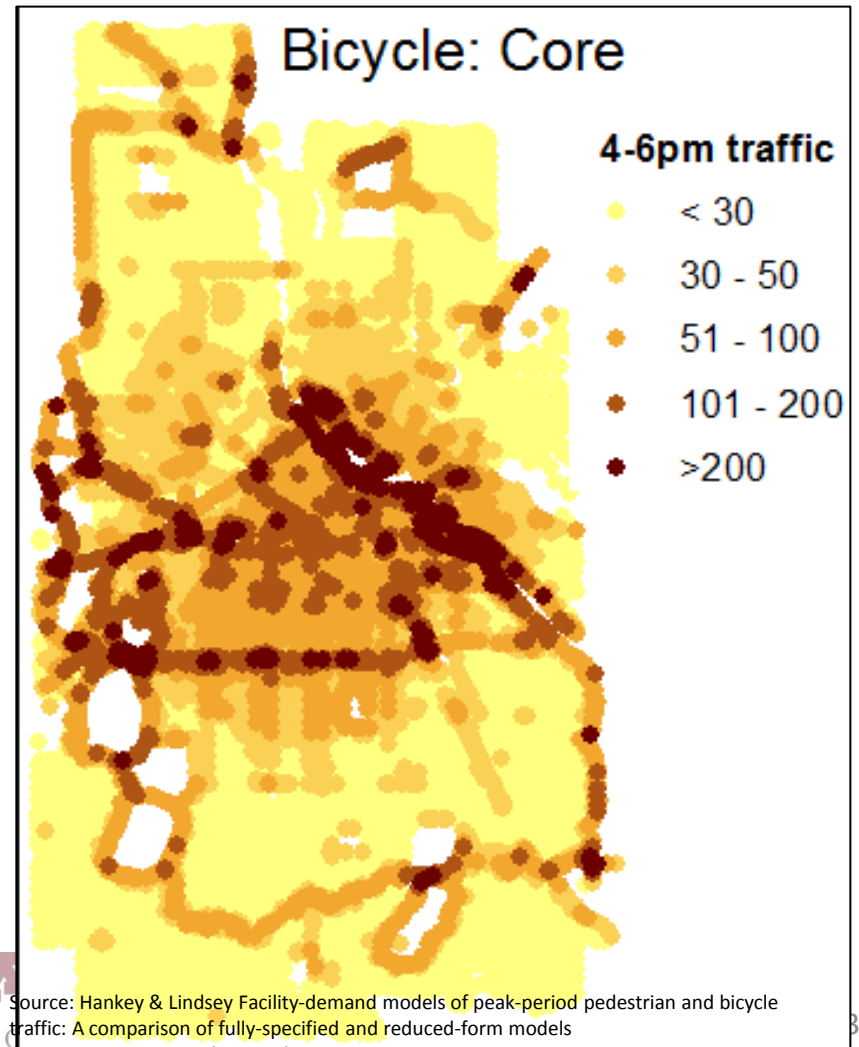 Bicycle: Core
4-6pm traffic
< 30
30 - 50
51 - 100
101 - 200
>200
Source: Hankey & Lindsey Facility-demand models of peak-period pedestrian and bicycle
traffic: A comparison of fully-specified and reduced-form models